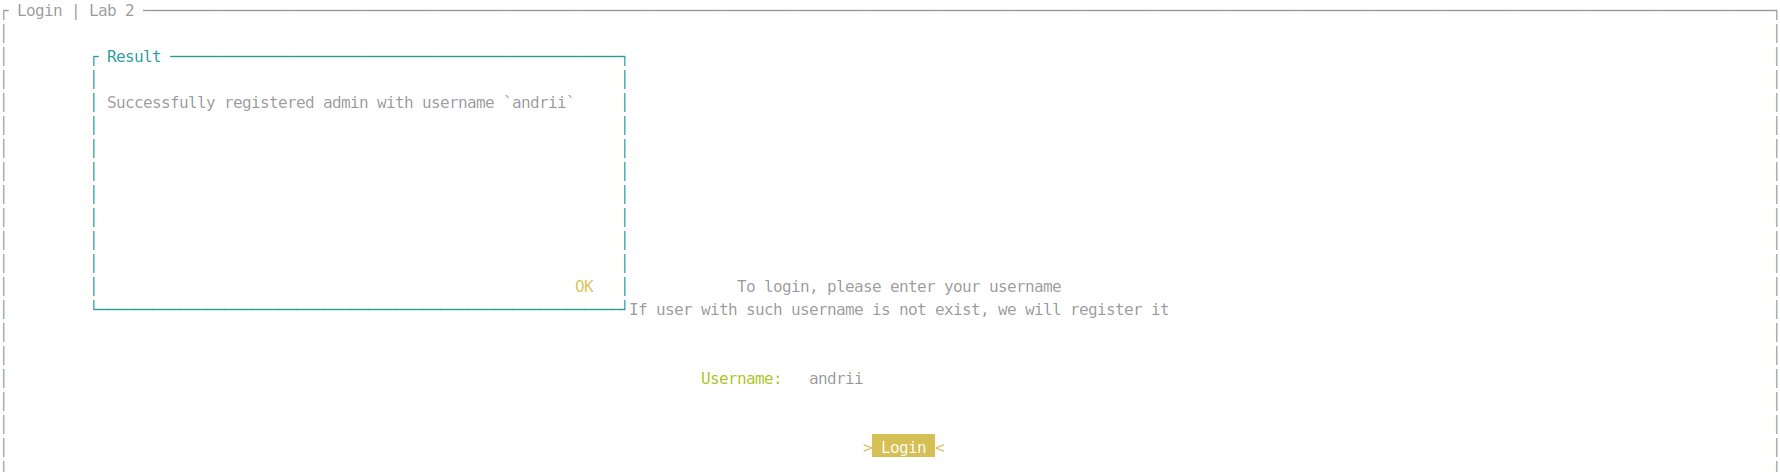 Login | Lab 2
Result
Successfully registered admin with username `andrii`
OK
To login, please enter your username
If user with such username is not exist, we will register it
Username: andrii
> Login <